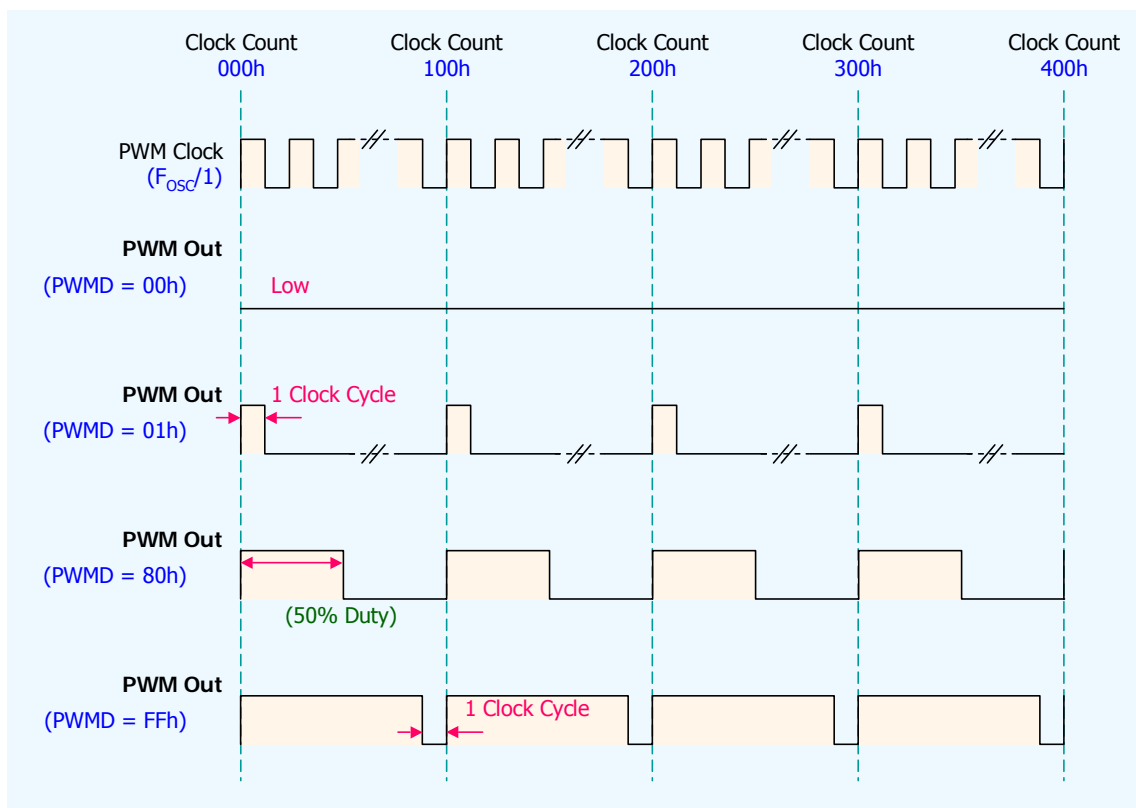 Clock Count Clock Count Clock Count Clock Count Clock Count
000h 100h 200h 300h 400h
PWM Clock
(FOSC/1)
PWM Out
(PWMD = 00h) Low
PWM Out 1 Clock Cycle
(PWMD = 01h)
PWM Out
(PWMD = 80h)
(50% Duty)
PWM Out
(PWMD = FFh) 1 Clock Cycle